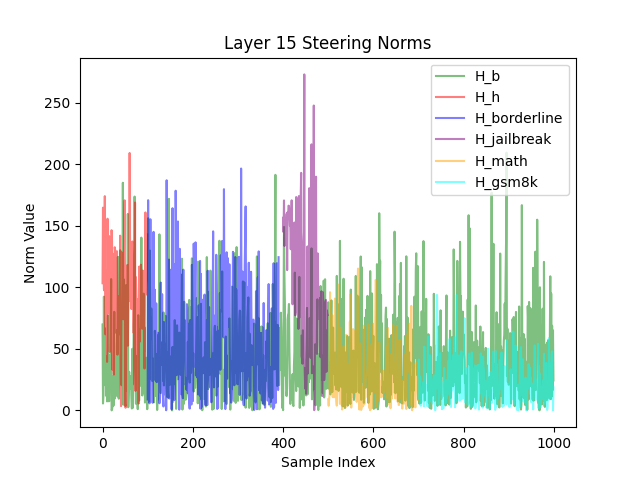 Layer 15 Steering Norms
H_b
H_h
H_borderline
H_jailbreak
H_math
H_gsm8k
250
200
150
100
50
0
Norm Value
0
200
400
600
800
1000
Sample Index